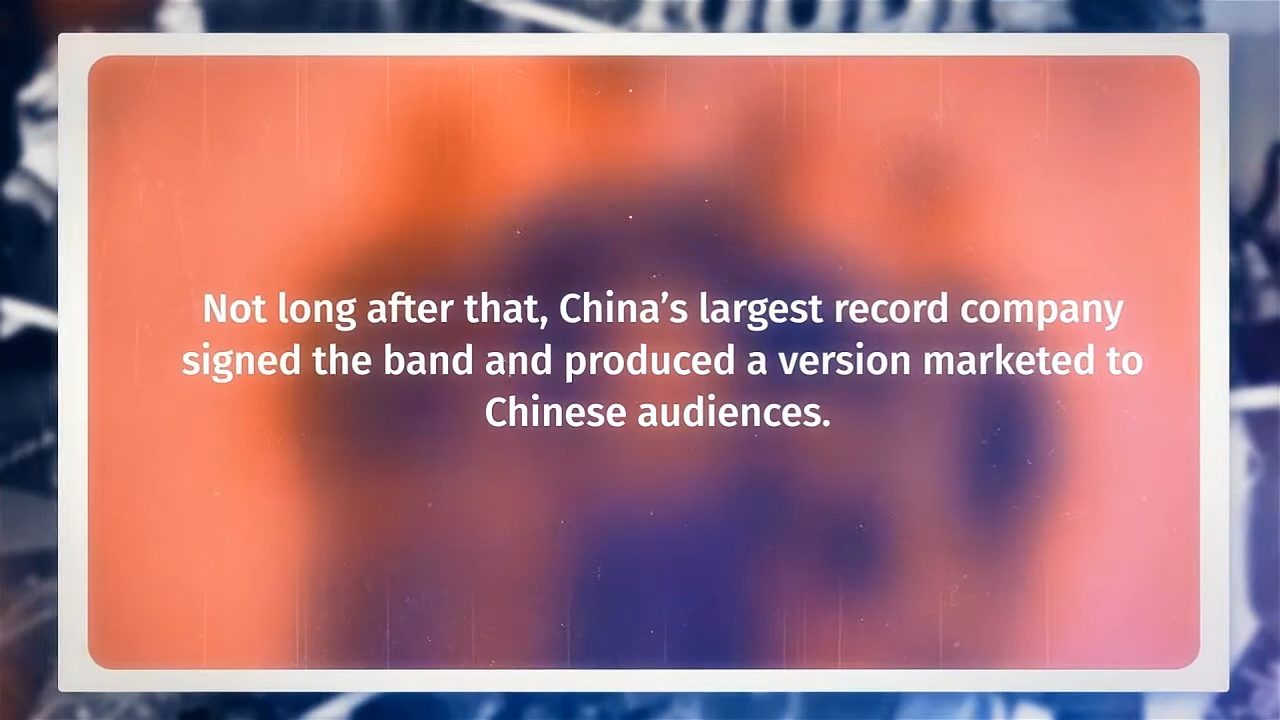 Not long after that, China’s largest record company
signed the band and produced a version marketed to
Chinese audiences.